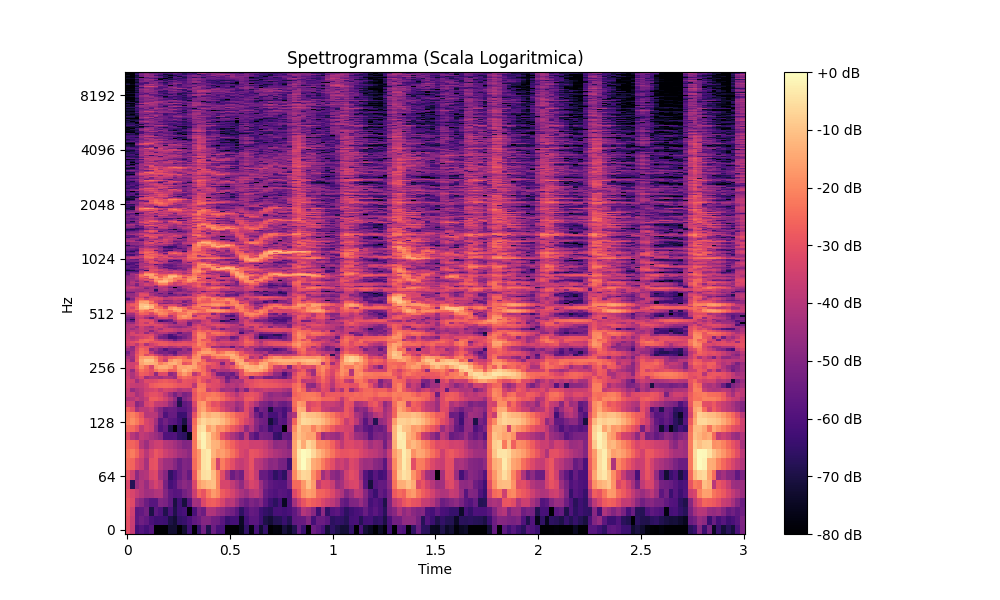 Spettrogramma (Scala Logaritmica)
Hz
8192
4096
2048
1024
512
256
128
64
0
0
0.5
1
1.5
2
2.5
3
Time
+0 dB
-10 dB
-20 dB
-30 dB
-40 dB
-50 dB
-60 dB
-70 dB
-80 dB